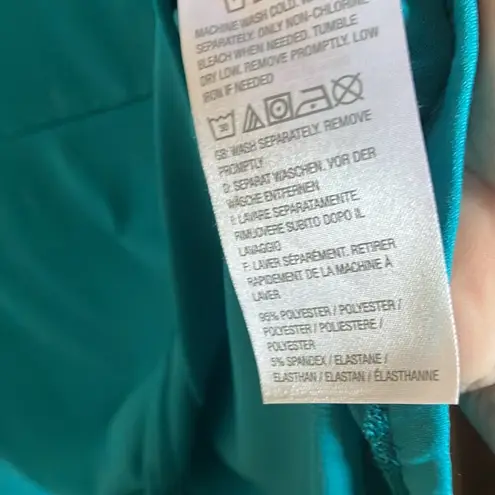 MACHINE WASH COLD. WASH
SEPARATELY. ONLY NON-CHLORINE
BLEACH WHEN NEEDED. TUMBLE
DRY LOW. REMOVE PROMPTLY. LOW
IRON IF NEEDED
30
GB: WASH SEPARATELY. REMOVE
PROMPTLY
D: SEPARAT WASCHEN. VOR DER
WÄSCHE ENTFERNEN
I: LAVARE SEPARATAMENTE.
RIMUOVERE SUBITO DOPO IL
LAVAGGIO
F: LAVER SÉPARÉMENT. RETIRER
RAPIDEMENT DE LA MACHINE À
LAVER
95% POLYESTER / POLYESTER /
POLYESTER / POLIESTERE /
POLYESTER
5% SPANDEX / ELASTANE /
ELASTHAN / ELASTAN / ÉLASTHANNE